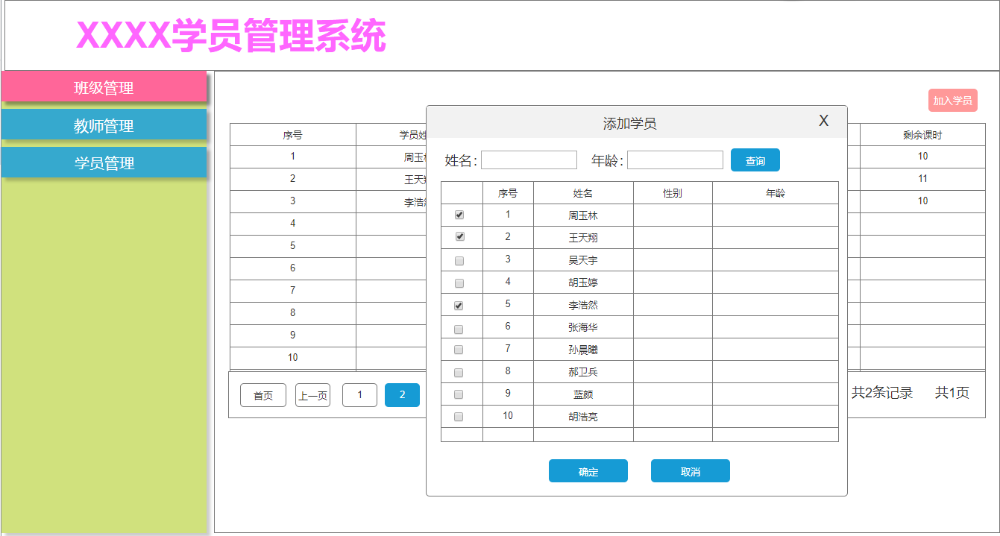 XXXX学员管理系统
班级管理
教师管理
学员管理
加入学员
序号 学员姓 剩余课时
1 周玉 10
2 王天 11
3 李浩 10
4
5
6
7
8
9
10
首页 上一页 1 2 共2条记录 共1页
添加学员 X
姓名: 年龄: 查询
序号 姓名 性别 年龄
1 周玉林
2 王天翔
3 吴天宇
4 胡玉婷
5 李浩然
6 张海华
7 孙晨曦
8 郝卫兵
9 蓝颜
10 胡浩亮
确定 取消